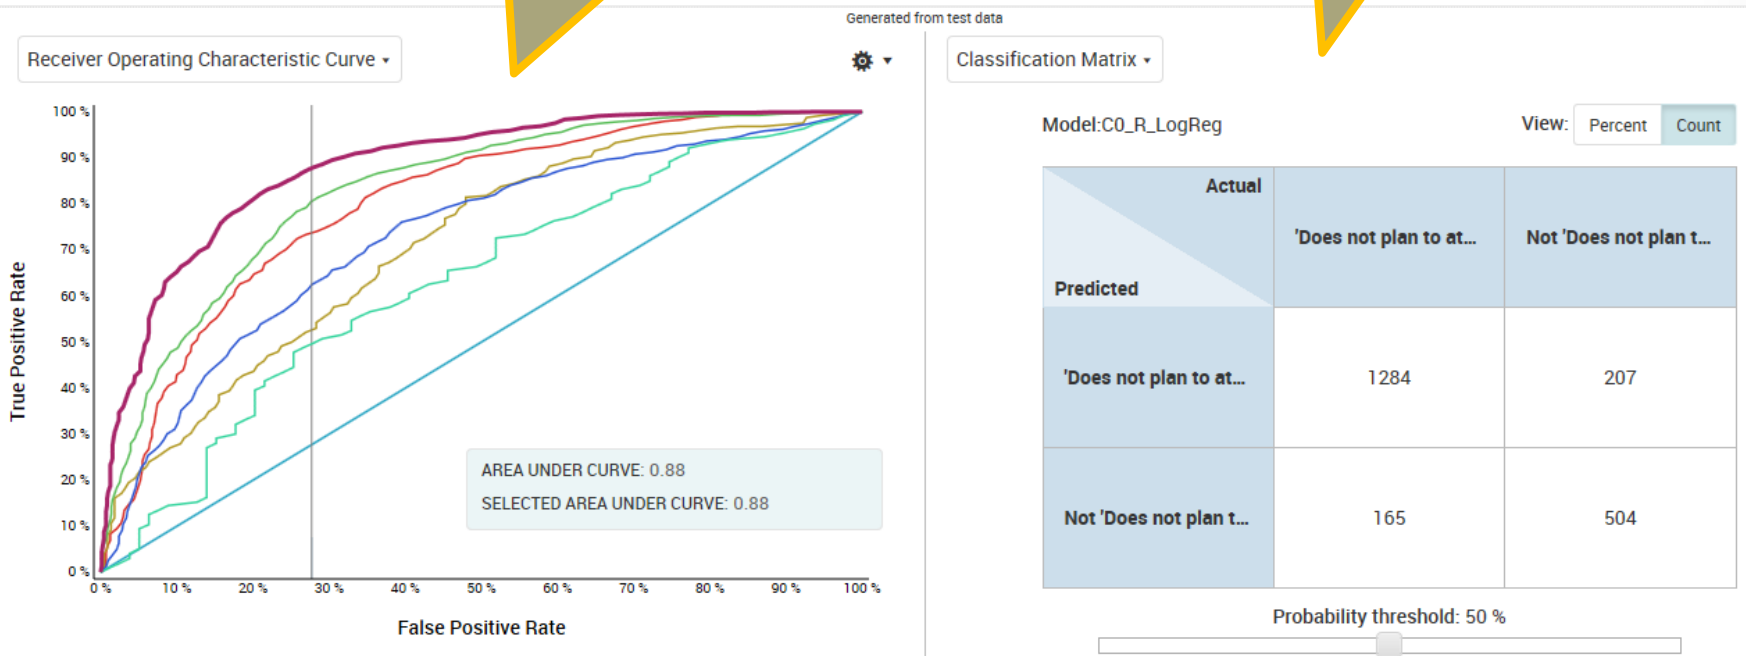 Generated from test data
Receiver Operating Characteristic Curve
Classification Matrix
100 %
90 %
80 %
70 %
60 %
50 %
40 %
30 %
20 %
10 %
0 %
True Positive Rate
AREA UNDER CURVE: 0.88
SELECTED AREA UNDER CURVE: 0.88
0 % 10 % 20 % 30 % 40 % 50 % 60 % 70 % 80 % 90 % 100 %
False Positive Rate
Model:C0_R_LogReg
View: Percent Count
Actual
Predicted
'Does not plan to at... Not 'Does not plan t...
'Does not plan to at... 1284 207
Not 'Does not plan t... 165 504
Probability threshold: 50 %